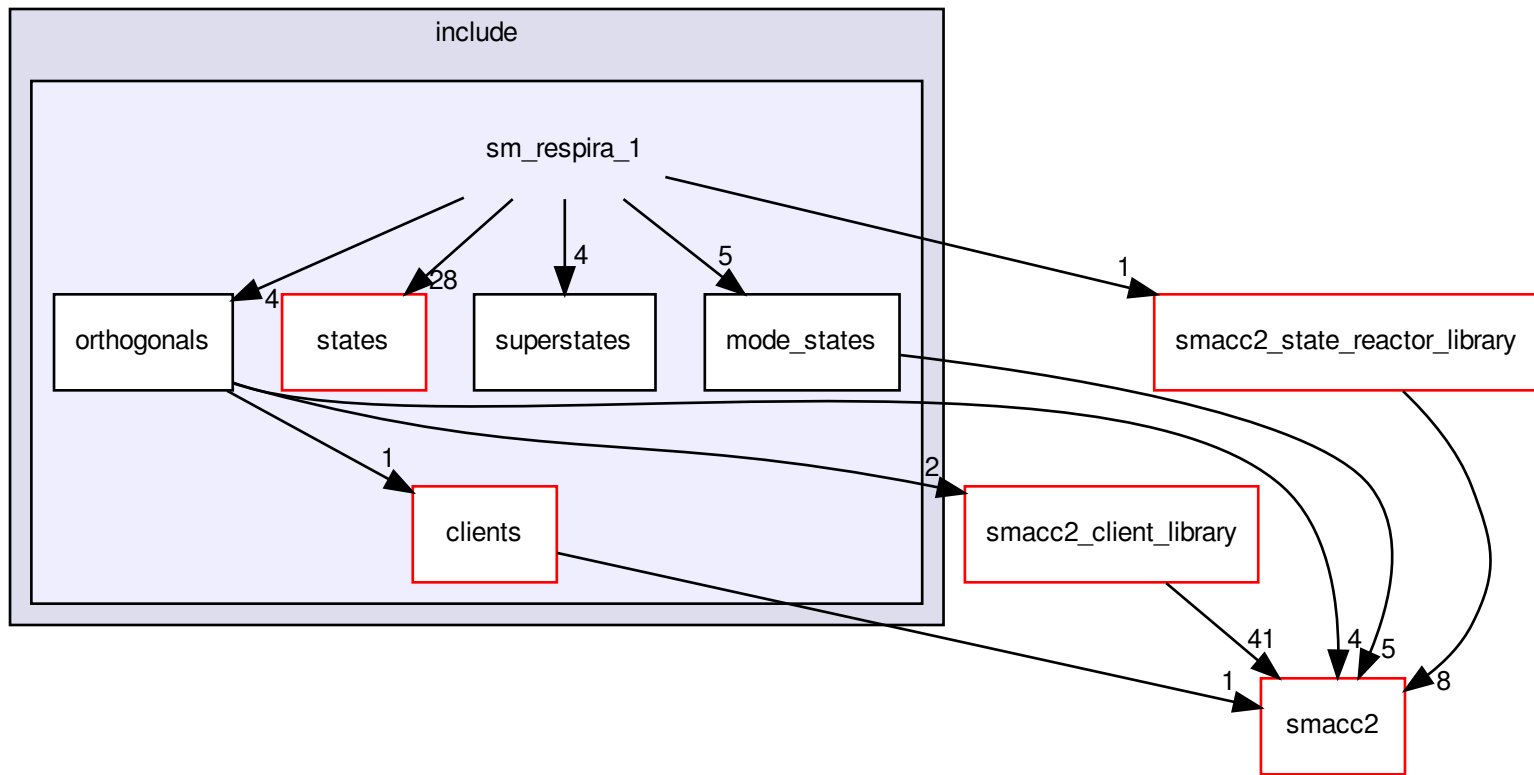 include
sm_respira_1
4
28
4
5
1
orthogonals
states
superstates
mode_states
smacc2_state_reactor_library
1
2
clients
smacc2_client_library
41
4
5
8
1
smacc2